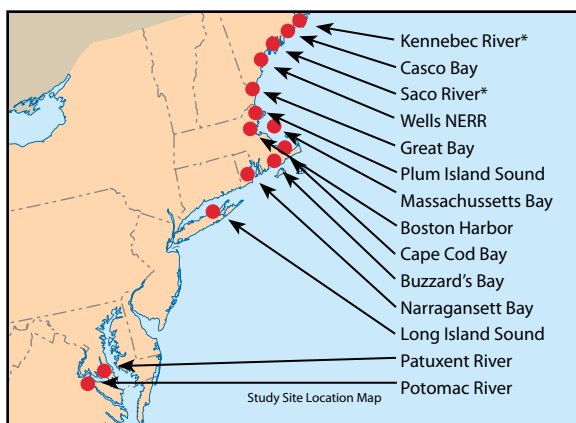 Kennebec River*
Casco Bay
Saco River*
Wells NERR
Great Bay
Plum Island Sound
Massachussetts Bay
Boston Harbor
Cape Cod Bay
Buzzard's Bay
Narragansett Bay
Long Island Sound
Patuxent River
Potomac River
Study Site Location Map